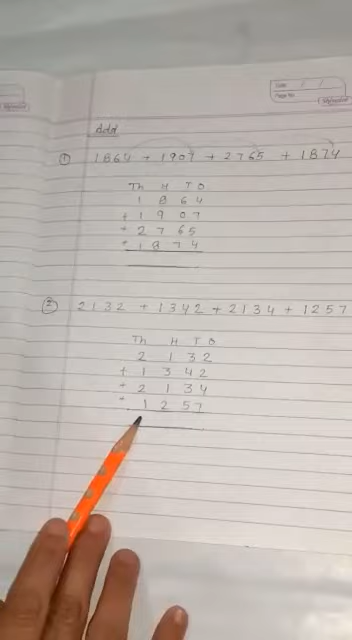 Date: / /
Page No.
Add
① 1864 + 1907 + 2765 + 1874
Th H T O
1 8 6 4
+ 1 9 0 7
+ 2 7 6 5
+ 1 8 7 4
② 2132 + 1342 + 2134 + 1257
Th H T O
2 1 3 2
+ 1 3 4 2
+ 2 1 3 4
+ 1 2 5 7